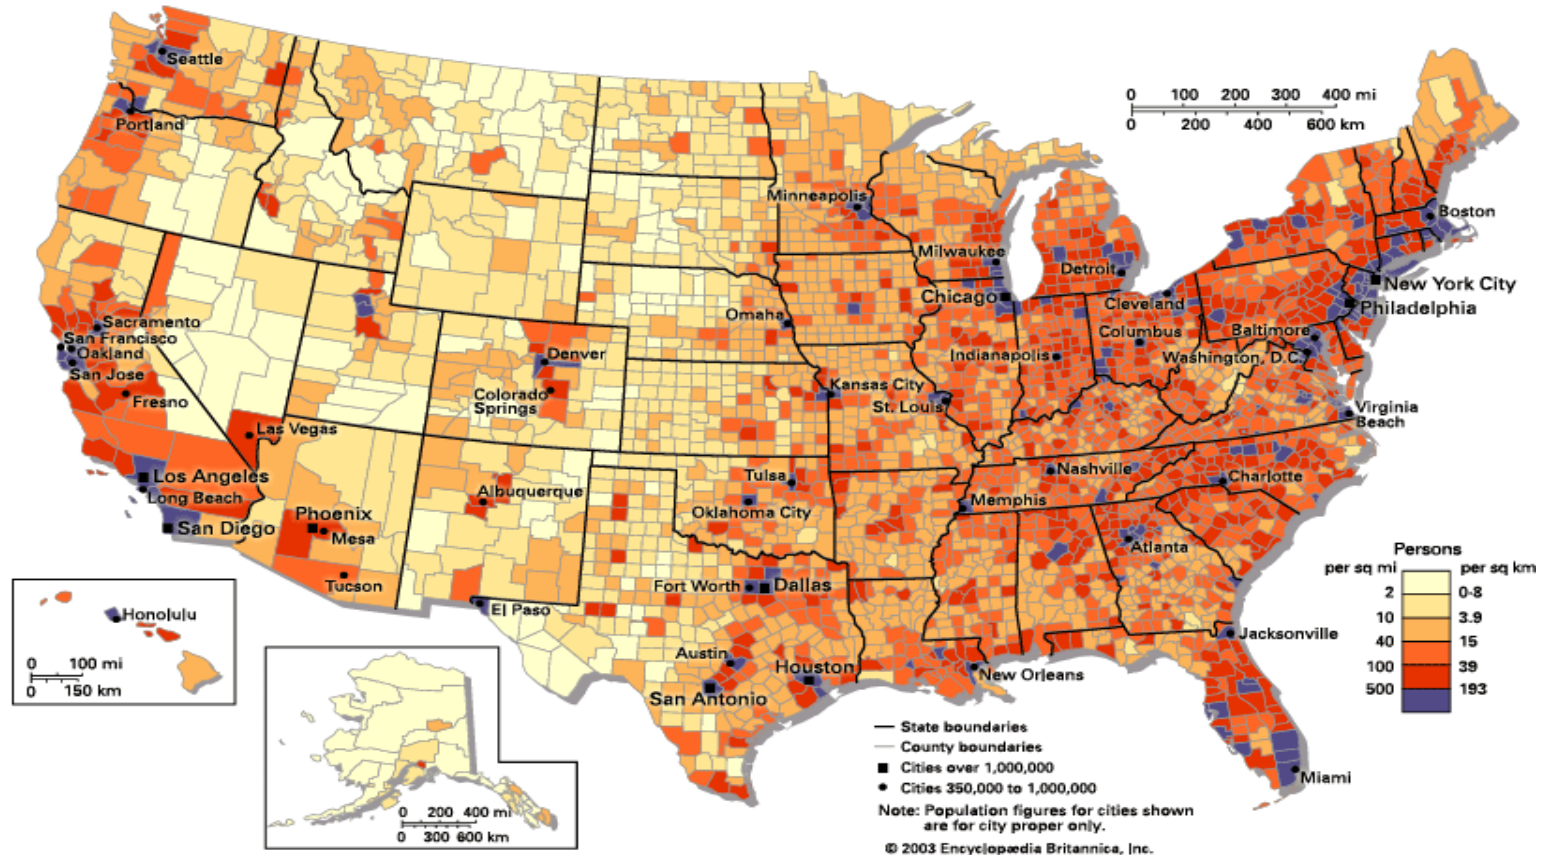 Seattle
Portland
Minneapolis
Boston
Milwaukee
Detroit
New York City
Chicago
Cleveland
Philadelphia
Omaha
Columbus
Baltimore
Sacramento
San Francisco
Oakland
San Jose
Denver
Indianapolis
Washington, D.C.
Colorado
Springs
Kansas City
St. Louis
Fresno
Virginia
Beach
Las Vegas
Los Angeles
Long Beach
Albuquerque
Tulsa
Nashville
Charlotte
San Diego
Phoenix
Mesa
Oklahoma City
Memphis
Atlanta
Tucson
El Paso
Fort Worth
Dallas
Jacksonville
Austin
Houston
San Antonio
New Orleans
Miami
0 100 200 300 400 mi
0 200 400 600 km
Honolulu
0 100 mi
0 150 km
0 200 400 mi
0 300 600 km
Persons
per sq mi per sq km
2 0-8
10 3.9
40 15
100 39
500 193
State boundaries
County boundaries
Cities over 1,000,000
Cities 350,000 to 1,000,000
Note: Population figures for cities shown
are for city proper only.
© 2003 Encyclopædia Britannica, Inc.